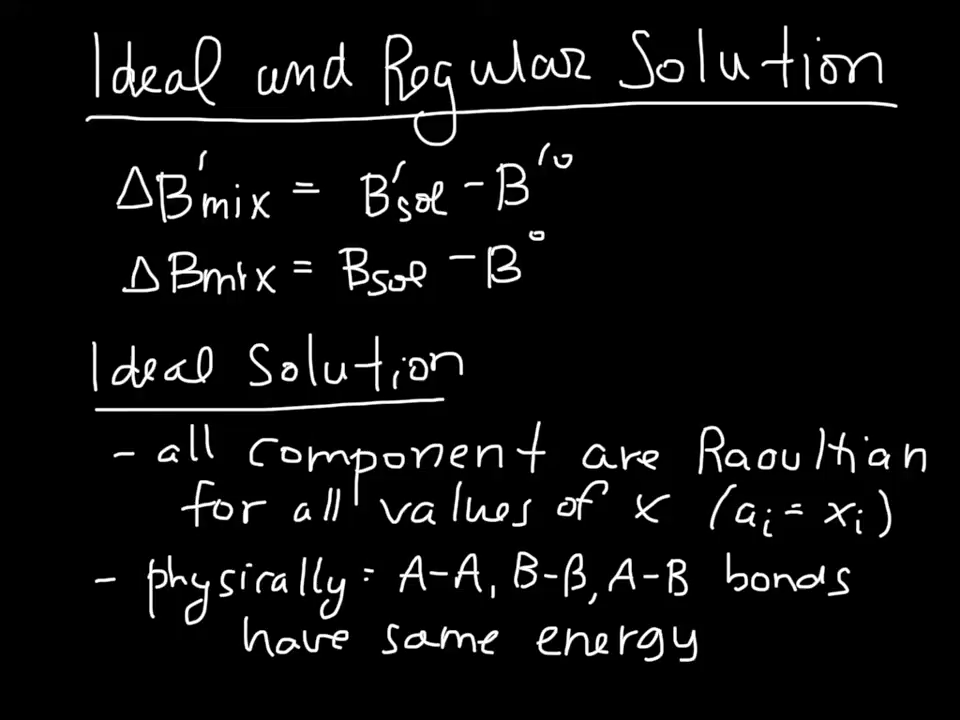 Ideal and Regular Solution
ΔB'mix = B'sol - B'°
ΔBmix = Bsol - B°
Ideal Solution
- all component are Raoultian
for all values of x (ai = xi)
- physically: A-A, B-B, A-B bonds
have same energy